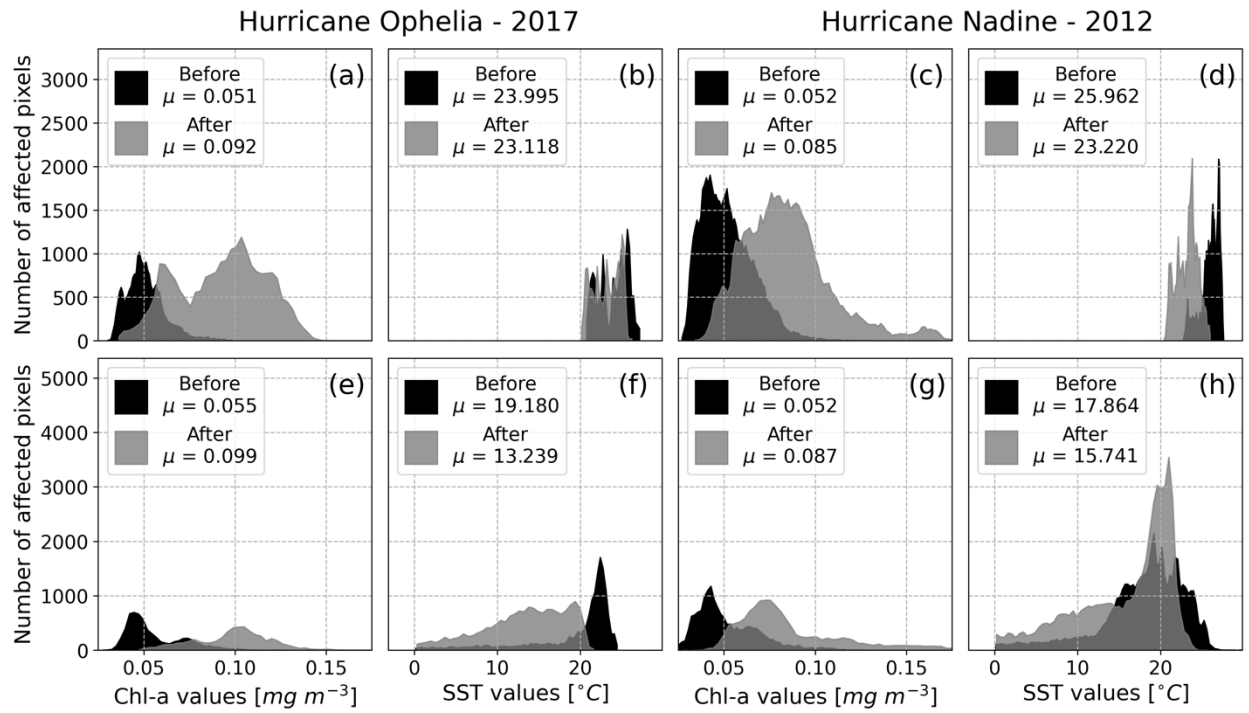 Hurricane Ophelia - 2017
Hurricane Nadine - 2012
Number of affected pixels
3000
2500
2000
1500
1000
500
0
Before
μ = 0.051
After
μ = 0.092
(a)
Before
μ = 23.995
After
μ = 23.118
(b)
Before
μ = 0.052
After
μ = 0.085
(c)
Before
μ = 25.962
After
μ = 23.220
(d)
Number of affected pixels
5000
4000
3000
2000
1000
0
Before
μ = 0.055
After
μ = 0.099
(e)
Before
μ = 19.180
After
μ = 13.239
(f)
Before
μ = 0.052
After
μ = 0.087
(g)
Before
μ = 17.864
After
μ = 15.741
(h)
0.05 0.10 0.15
0 20
0.05 0.10 0.15
0 10 20
Chl-a values [mg m⁻³]
SST values [°C]
Chl-a values [mg m⁻³]
SST values [°C]